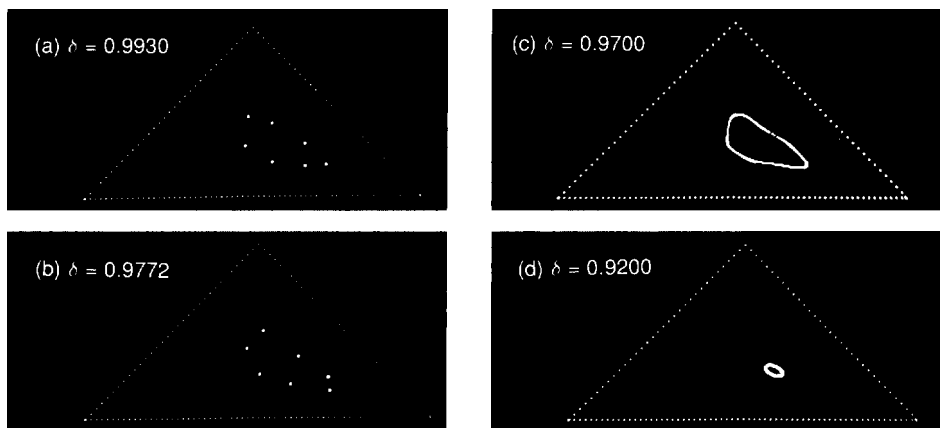 (a) δ = 0.9930
(b) δ = 0.9772
(c) δ = 0.9700
(d) δ = 0.9200